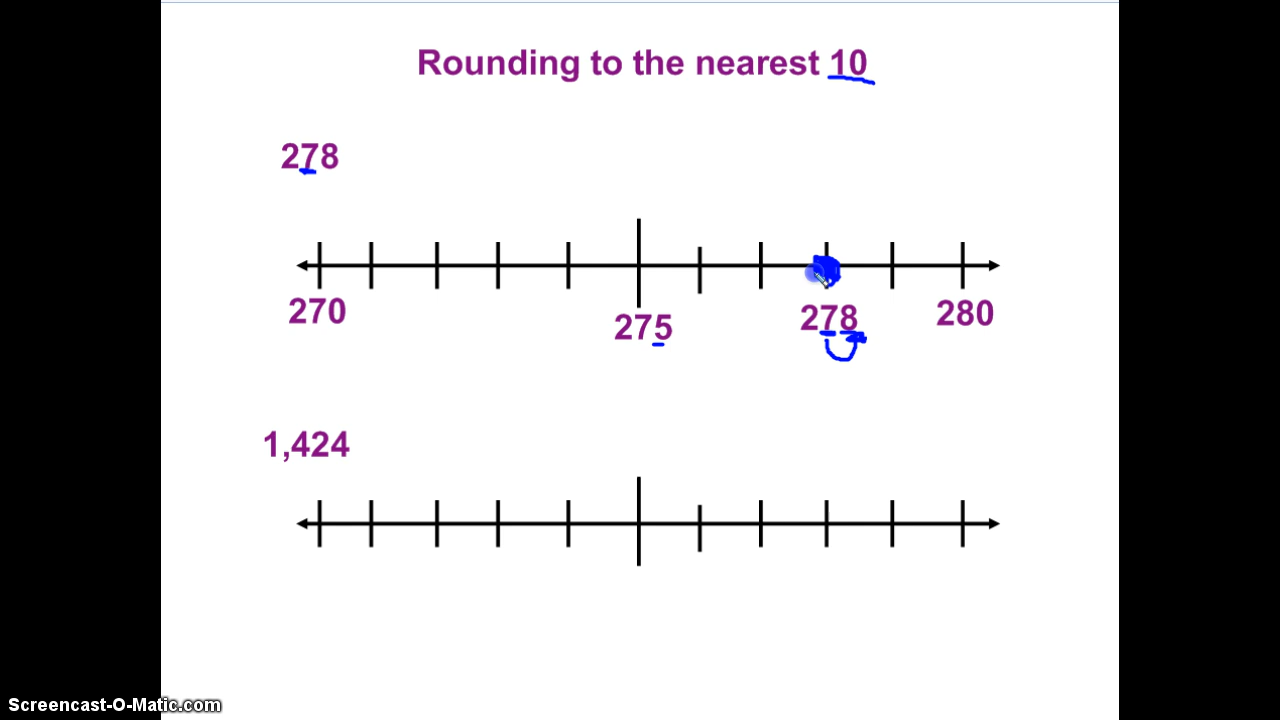 Rounding to the nearest 10
278
270 275 278 280
1,424
Screencast-O-Matic.com